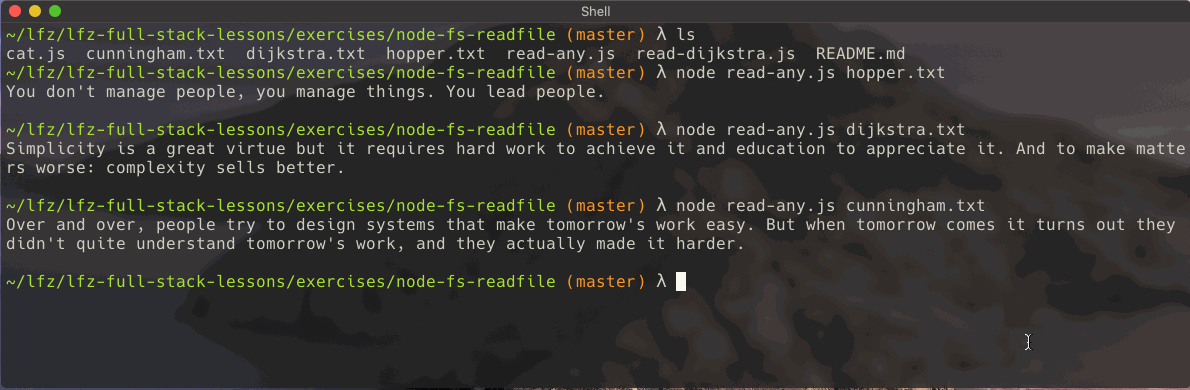 Shell
~/lfz/lfz-full-stack-lessons/exercises/node-fs-readfile (master) λ ls
cat.js  cunningham.txt  dijkstra.txt  hopper.txt  read-any.js  read-dijkstra.js  README.md
~/lfz/lfz-full-stack-lessons/exercises/node-fs-readfile (master) λ node read-any.js hopper.txt
You don't manage people, you manage things. You lead people.
~/lfz/lfz-full-stack-lessons/exercises/node-fs-readfile (master) λ node read-any.js dijkstra.txt
Simplicity is a great virtue but it requires hard work to achieve it and education to appreciate it. And to make matte
rs worse: complexity sells better.
~/lfz/lfz-full-stack-lessons/exercises/node-fs-readfile (master) λ node read-any.js cunningham.txt
Over and over, people try to design systems that make tomorrow's work easy. But when tomorrow comes it turns out they
didn't quite understand tomorrow's work, and they actually made it harder.
~/lfz/lfz-full-stack-lessons/exercises/node-fs-readfile (master) λ